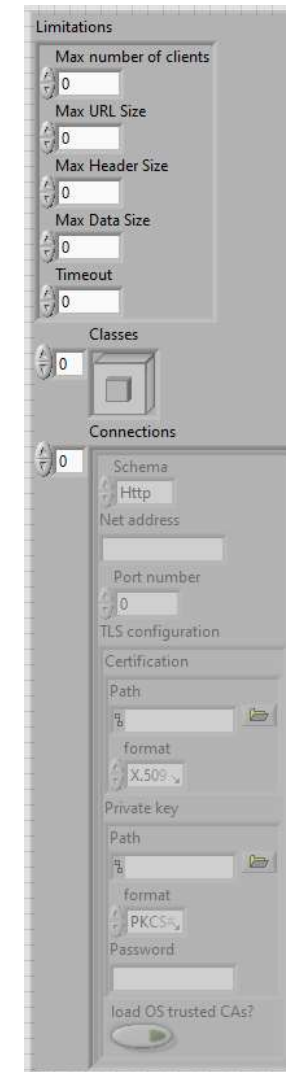 Limitations
Max number of clients
0
Max URL Size
0
Max Header Size
0
Max Data Size
0
Timeout
0
Classes
0
Connections
0
Schema
Http
Net address
Port number
0
TLS configuration
Certification
Path
format
X.509
Private key
Path
format
PKCS
Password
load OS trusted CAs?